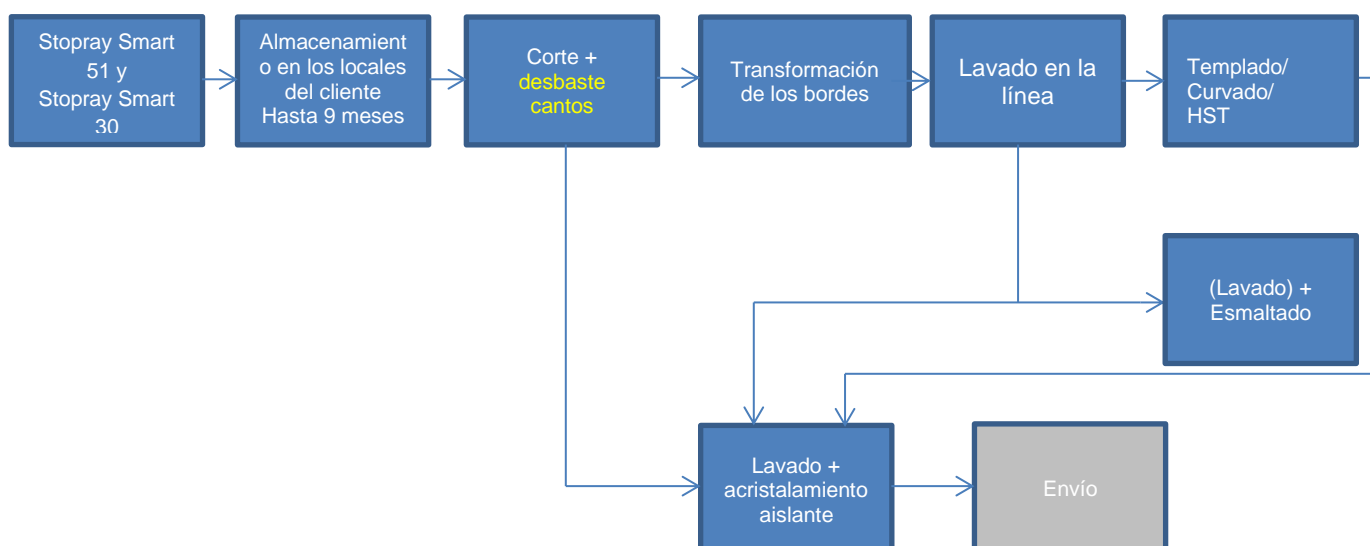 Stopray Smart
51 y
Stopray Smart
30
Almacenamient
o en los locales
del cliente
Hasta 9 meses
Corte +
desbaste
cantos
Transformación
de los bordes
Lavado en la
línea
Templado/
Curvado/
HST
(Lavado) +
Esmaltado
Lavado +
acristalamiento
aislante
Envío